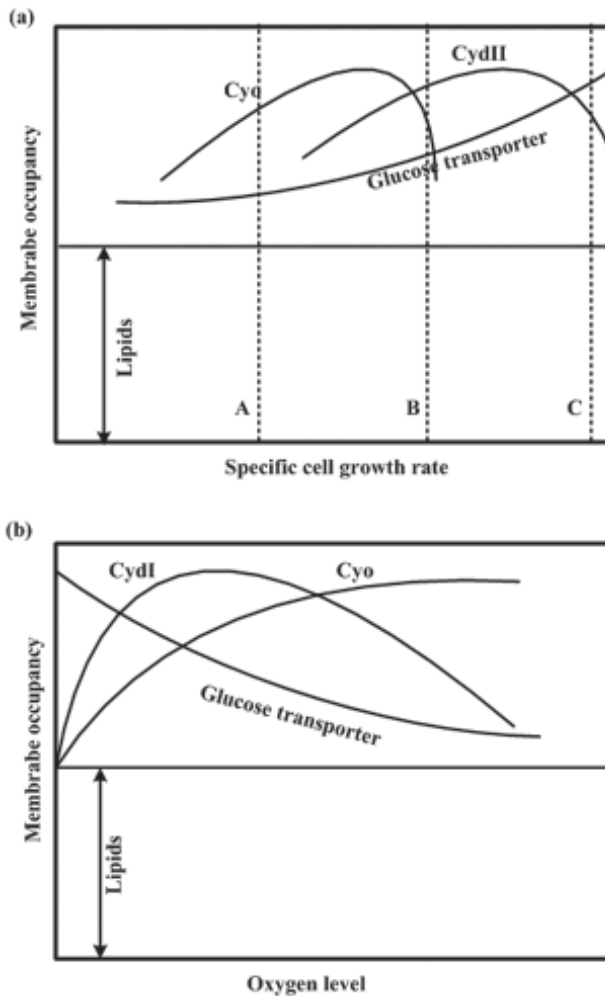 (a)
CydII
Cyo
Glucose transporter
Membrabe occupancy
Lipids
A
B
C
Specific cell growth rate
(b)
CydI
Cyo
Glucose transporter
Membrabe occupancy
Lipids
Oxygen level